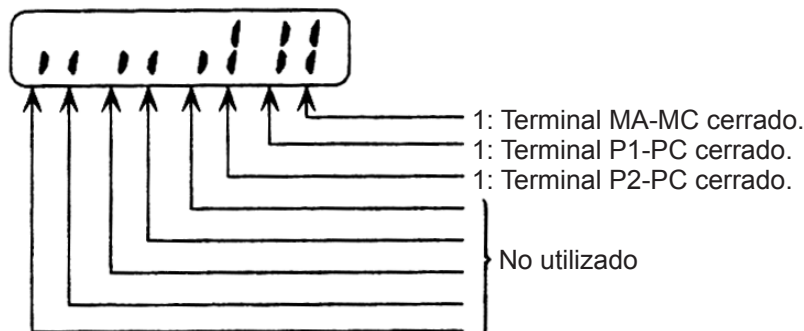 1: Terminal MA-MC cerrado.
1: Terminal P1-PC cerrado.
1: Terminal P2-PC cerrado.
No utilizado